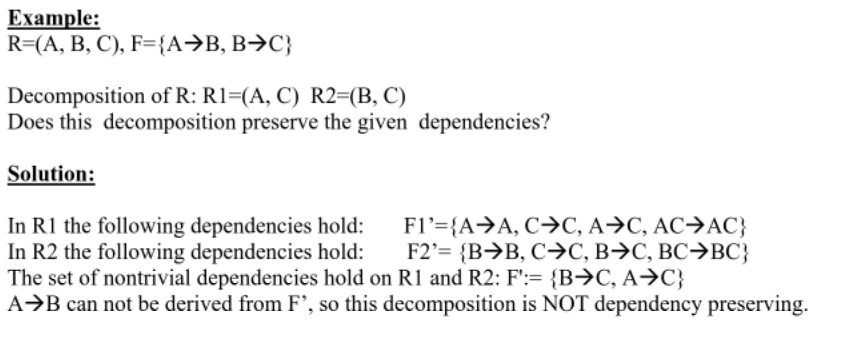 Example:
R=(A, B, C), F={A→B, B→C}
Decomposition of R: R1=(A, C) R2=(B, C)
Does this decomposition preserve the given dependencies?
Solution:
In R1 the following dependencies hold: F1’={A→A, C→C, A→C, AC→AC}
In R2 the following dependencies hold: F2’= {B→B, C→C, B→C, BC→BC}
The set of nontrivial dependencies hold on R1 and R2: F':= {B→C, A→C}
A→B can not be derived from F’, so this decomposition is NOT dependency preserving.